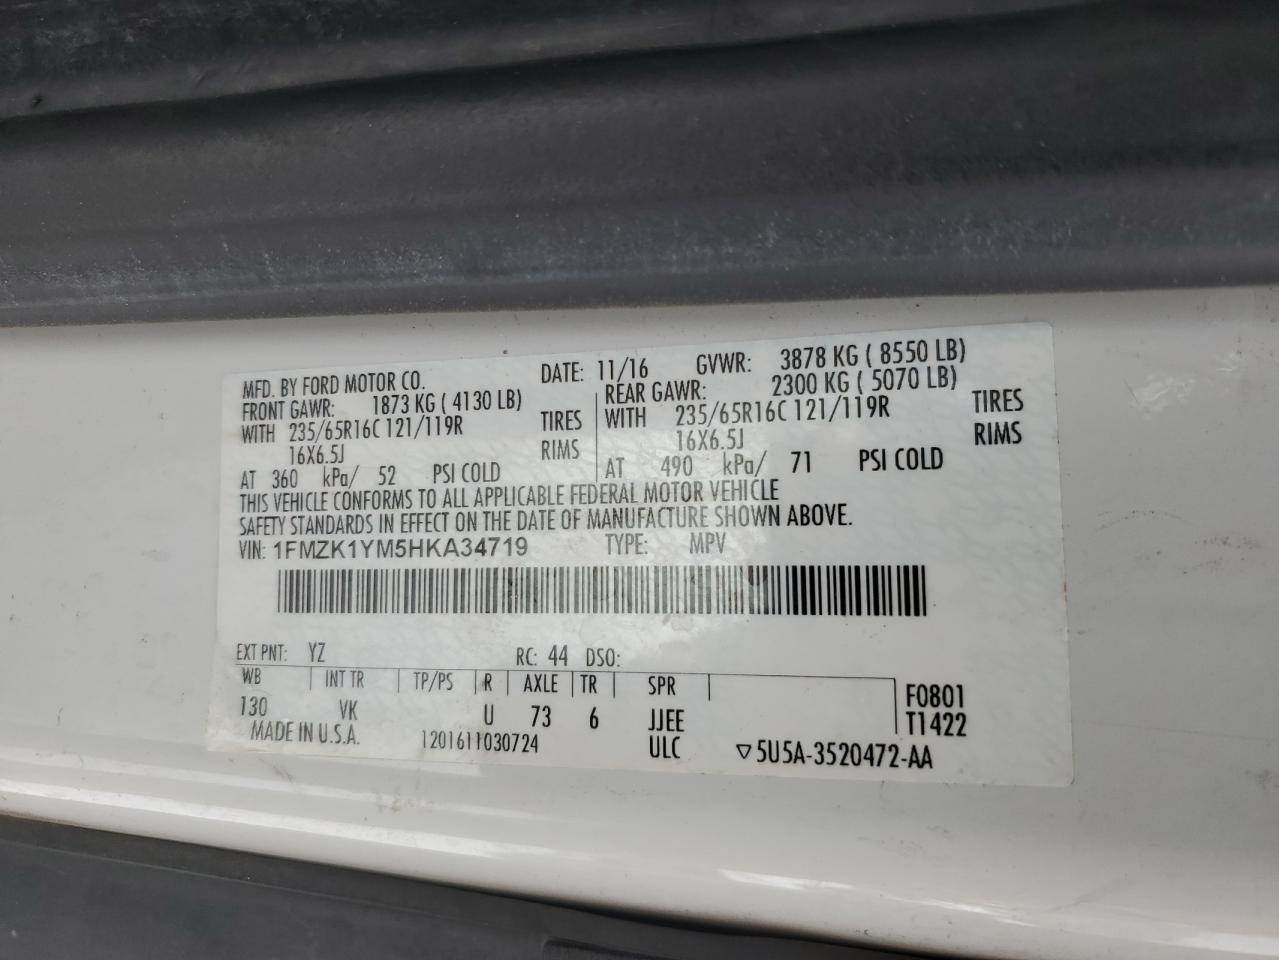 MFD. BY FORD MOTOR CO. DATE: 11/16 GVWR: 3878 KG ( 8550 LB)
FRONT GAWR: 1873 KG ( 4130 LB) REAR GAWR: 2300 KG ( 5070 LB)
WITH 235/65R16C 121/119R TIRES WITH 235/65R16C 121/119R TIRES
16X6.5J RIMS 16X6.5J RIMS
AT 360 kPa/ 52 PSI COLD AT 490 kPa/ 71 PSI COLD
THIS VEHICLE CONFORMS TO ALL APPLICABLE FEDERAL MOTOR VEHICLE
SAFETY STANDARDS IN EFFECT ON THE DATE OF MANUFACTURE SHOWN ABOVE.
VIN: 1FMZK1YM5HKA34719 TYPE: MPV
EXT PNT: YZ RC: 44 DSO:
WB INT TR TP/PS R AXLE TR SPR F0801
130 VK U 73 6 JJEE T1422
MADE IN U.S.A. 1201611030724 ULC ▽5U5A-3520472-AA